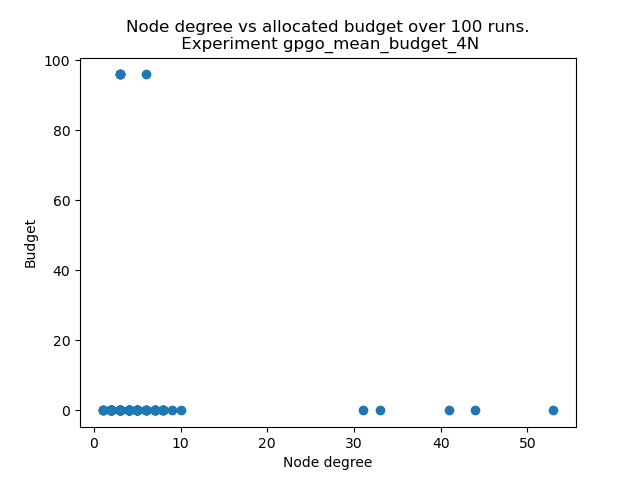 Node degree vs allocated budget over 100 runs.
Experiment gpgo_mean_budget_4N
100
80
60
40
20
0
Budget
0 10 20 30 40 50
Node degree